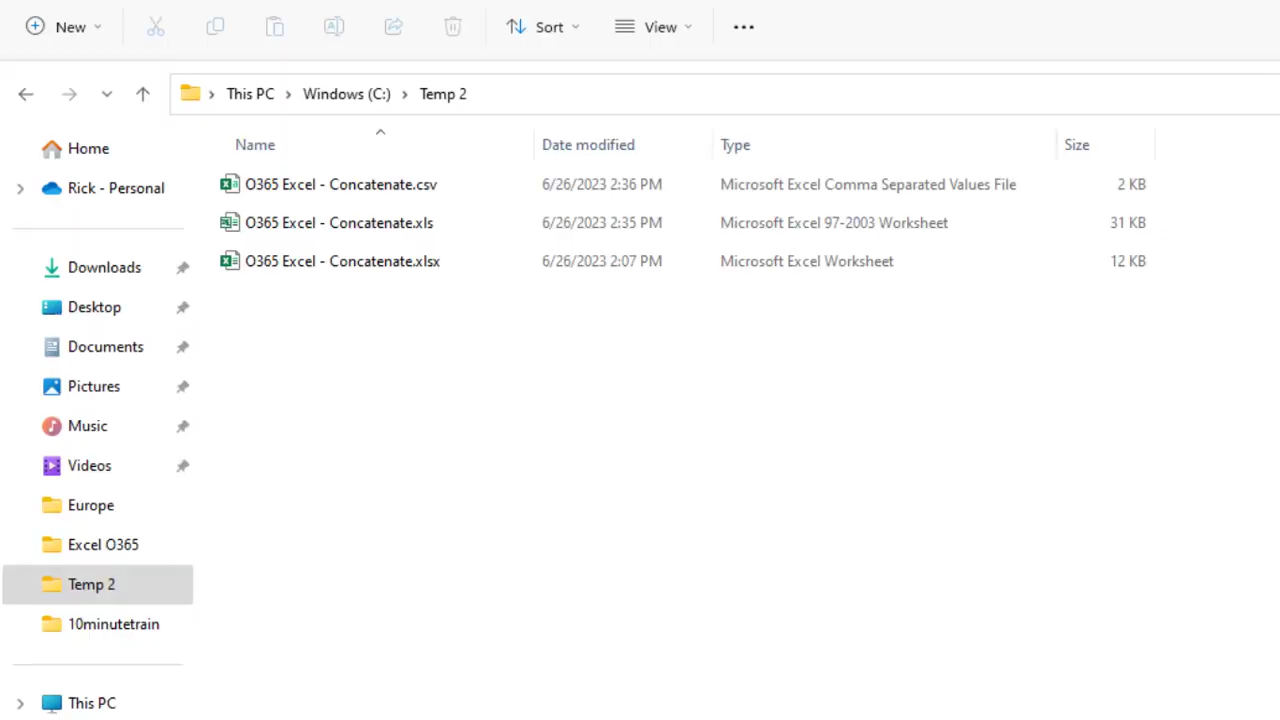 New Sort View
This PC Windows (C:) Temp 2
Name Date modified Type Size
O365 Excel - Concatenate.csv 6/26/2023 2:36 PM Microsoft Excel Comma Separated Values File 2 KB
O365 Excel - Concatenate.xls 6/26/2023 2:35 PM Microsoft Excel 97-2003 Worksheet 31 KB
O365 Excel - Concatenate.xlsx 6/26/2023 2:07 PM Microsoft Excel Worksheet 12 KB
Home
Rick - Personal
Downloads
Desktop
Documents
Pictures
Music
Videos
Europe
Excel O365
Temp 2
10minutetrain
This PC